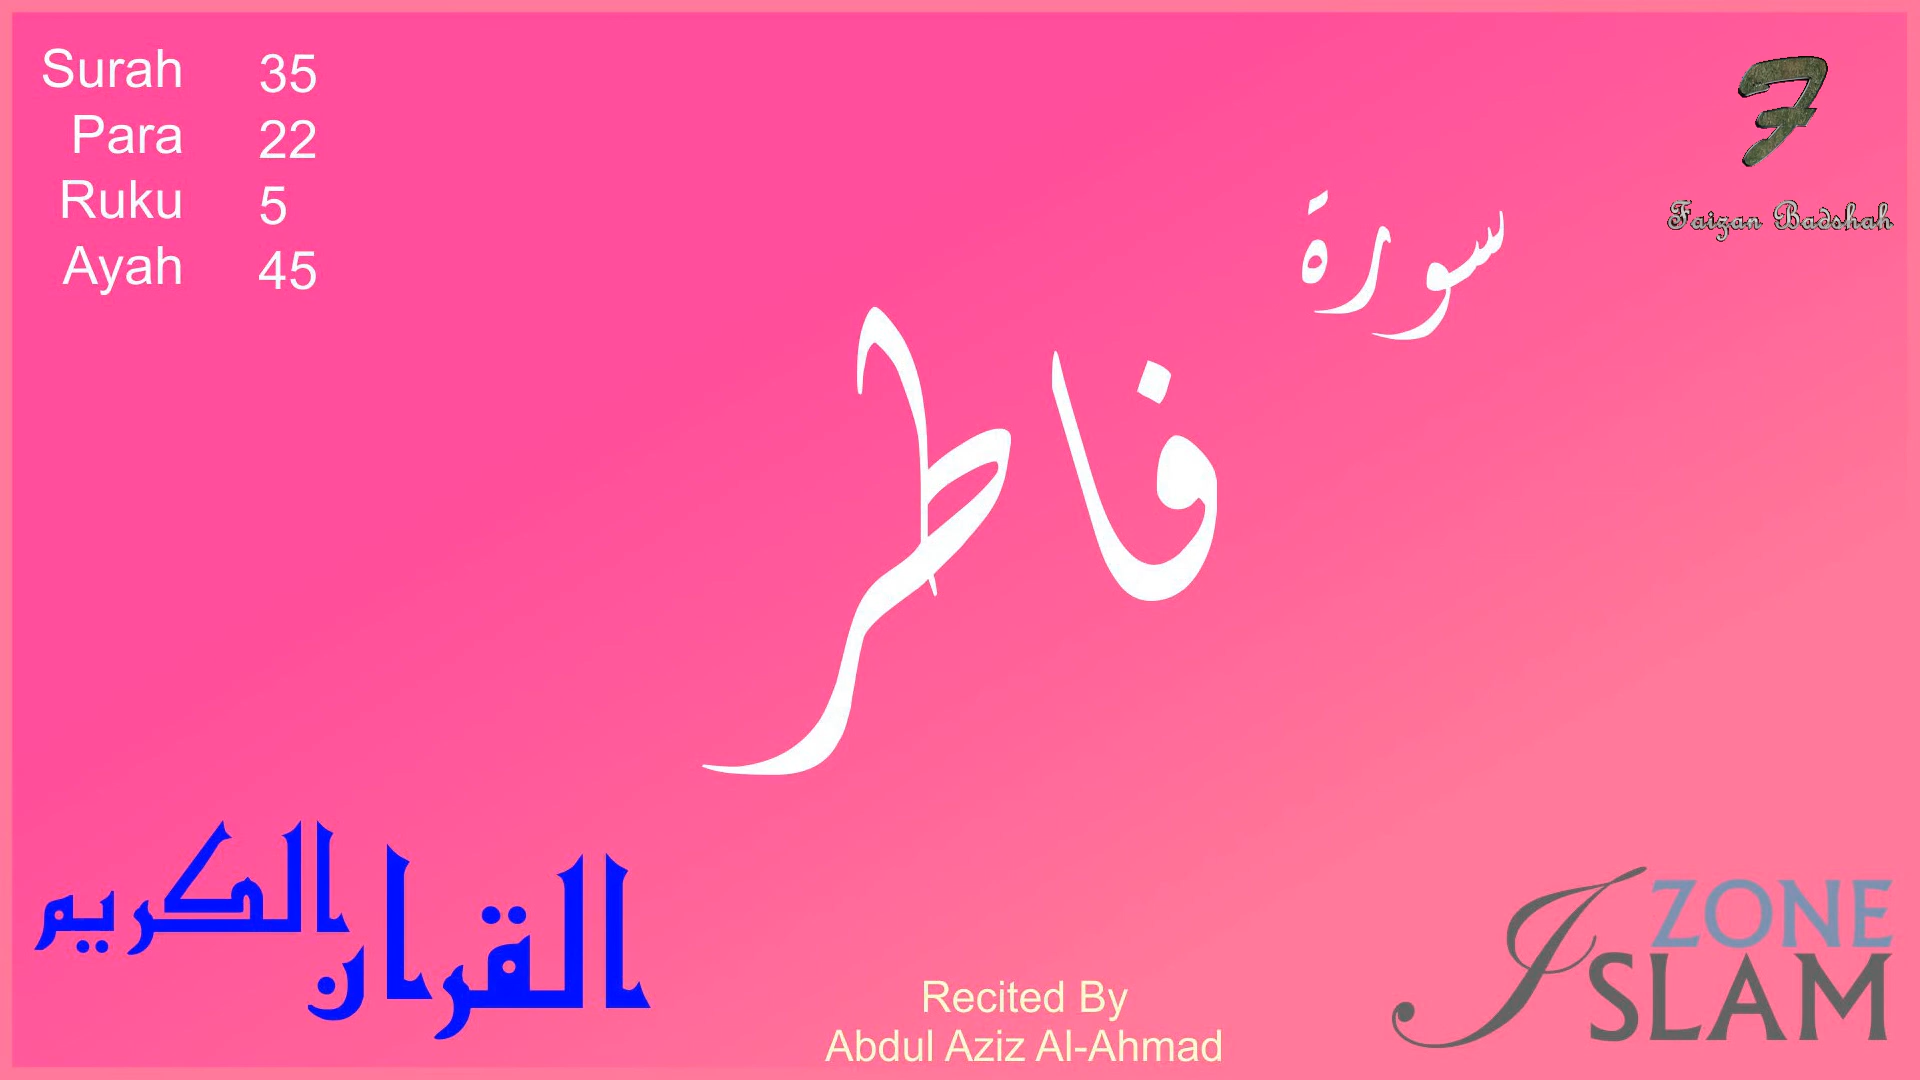 Surah 35
Para 22
Ruku 5
Ayah 45
Faizan Badshah
سورة
فاطر
القران
الكريم
Recited By
Abdul Aziz Al-Ahmad
ZONE
ISLAM